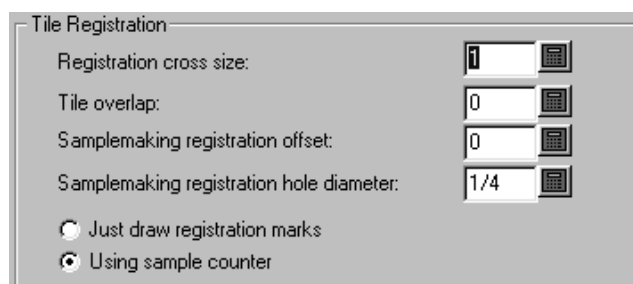 Tile Registration
Registration cross size: 1
Tile overlap: 0
Samplemaking registration offset: 0
Samplemaking registration hole diameter: 1/4
Just draw registration marks
Using sample counter